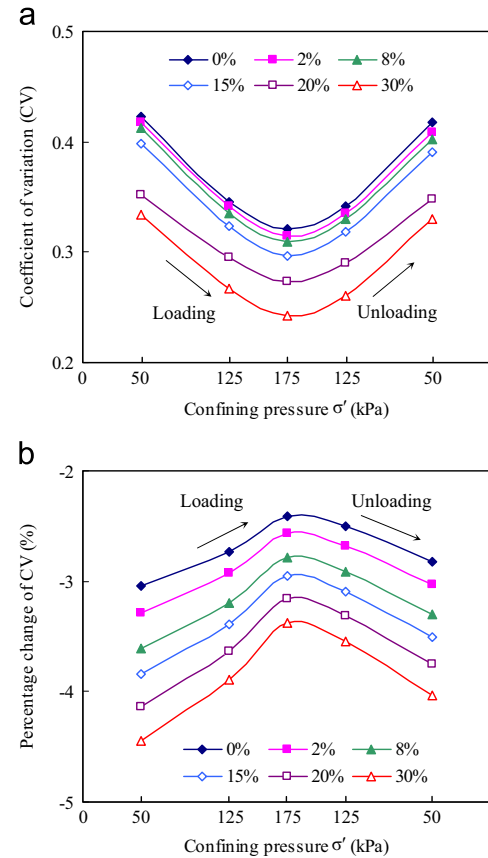 a
0.5
0.4
0.3
0.2
Coefficient of variation (CV)
0% 2% 8%
15% 20% 30%
Loading
Unloading
0 50 125 175 125 50
Confining pressure σ′ (kPa)
b
-2
-3
-4
-5
Percentage change of CV (%)
Loading
Unloading
0% 2% 8%
15% 20% 30%
0 50 125 175 125 50
Confining pressure σ′ (kPa)